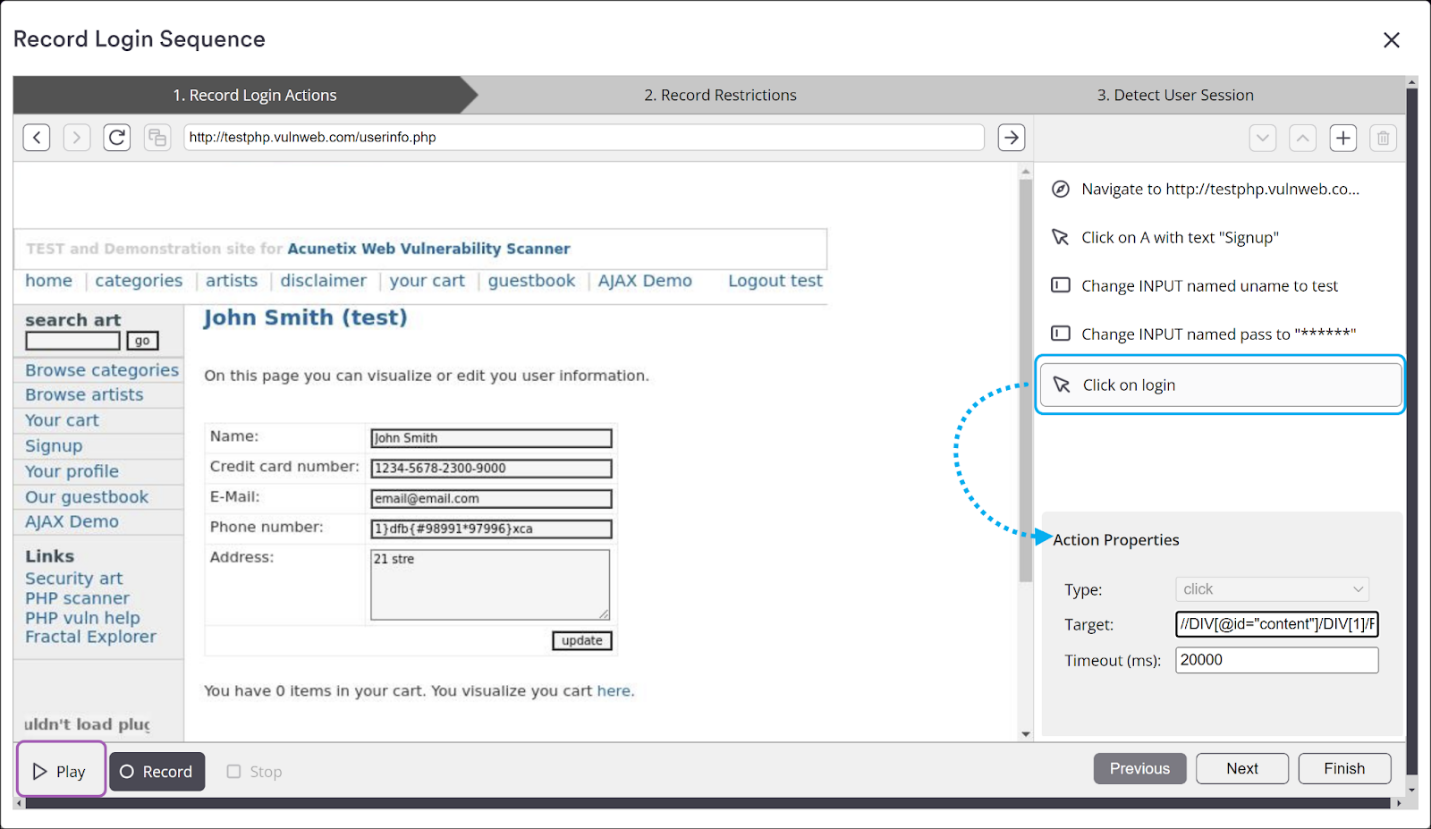 Record Login Sequence
1. Record Login Actions
2. Record Restrictions
3. Detect User Session
http://testphp.vulnweb.com/userinfo.php
TEST and Demonstration site for Acunetix Web Vulnerability Scanner
home | categories | artists | disclaimer | your cart | guestbook | AJAX Demo Logout test
search art
go
Browse categories
Browse artists
Your cart
Signup
Your profile
Our guestbook
AJAX Demo
Links
Security art
PHP scanner
PHP vuln help
Fractal Explorer
uldn't load plug
John Smith (test)
On this page you can visualize or edit you user information.
Name: John Smith
Credit card number: 1234-5678-2300-9000
E-Mail: email@email.com
Phone number: 1}dfb{#98991*97996}xca
Address: 21 stre
update
You have 0 items in your cart. You visualize you cart here.
Navigate to http://testphp.vulnweb.co...
Click on A with text "Signup"
Change INPUT named uname to test
Change INPUT named pass to "******"
Click on login
Action Properties
Type: click
Target: //DIV[@id="content"]/DIV[1]/F
Timeout (ms): 20000
Play
Record
Stop
Previous
Next
Finish